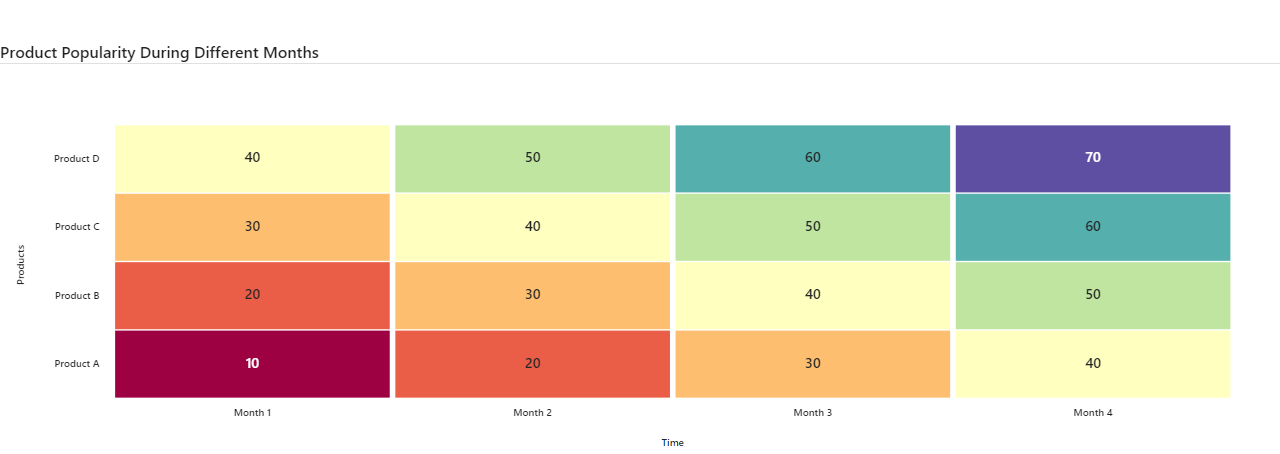 Product Popularity During Different Months
Product D 40 50 60 70
Product C 30 40 50 60
Products
Product B 20 30 40 50
Product A 10 20 30 40
Month 1 Month 2 Month 3 Month 4
Time